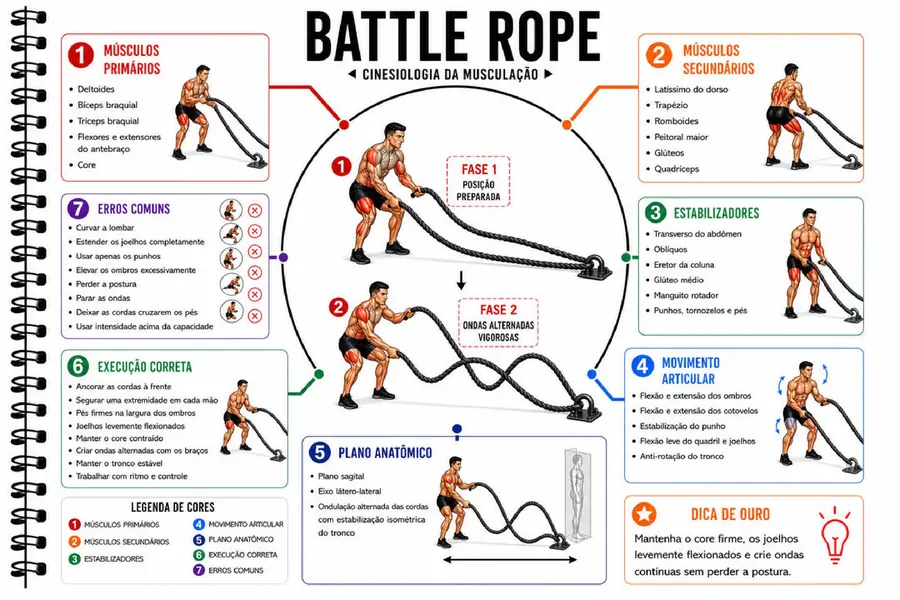 BATTLE ROPE
CINESIOLOGIA DA MUSCULAÇÃO
1 MÚSCULOS
PRIMÁRIOS
• Deltoides
• Bíceps braquial
• Tríceps braquial
• Flexores e extensores
do antebraço
• Core
2 MÚSCULOS
SECUNDÁRIOS
• Latíssimo do dorso
• Trapézio
• Romboides
• Peitoral maior
• Glúteos
• Quadríceps
1
FASE 1
POSIÇÃO
PREPARADA
2
FASE 2
ONDAS ALTERNADAS
VIGOROSAS
7 ERROS COMUNS
• Curvar a lombar
• Estender os joelhos completamente
• Usar apenas os punhos
• Elevar os ombros excessivamente
• Perder a postura
• Parar as ondas
• Deixar as cordas cruzarem os pés
• Usar intensidade acima da capacidade
3 ESTABILIZADORES
• Transverso do abdômen
• Oblíquos
• Eretor da coluna
• Glúteo médio
• Manguito rotador
• Punhos, tornozelos e pés
6 EXECUÇÃO CORRETA
• Ancorar as cordas à frente
• Segurar uma extremidade em cada mão
• Pés firmes na largura dos ombros
• Joelhos levemente flexionados
• Manter o core contraído
• Criar ondas alternadas com os braços
• Manter o tronco estável
• Trabalhar com ritmo e controle
4 MOVIMENTO
ARTICULAR
• Flexão e extensão dos ombros
• Flexão e extensão dos cotovelos
• Estabilização do punho
• Flexão leve do quadril e joelhos
• Anti-rotação do tronco
5 PLANO ANATÔMICO
• Plano sagital
• Eixo látero-lateral
• Ondulação alternada das cordas
com estabilização isométrica
do tronco
LEGENDA DE CORES
1 MÚSCULOS PRIMÁRIOS
2 MÚSCULOS SECUNDÁRIOS
3 ESTABILIZADORES
4 MOVIMENTO ARTICULAR
5 PLANO ANATÔMICO
6 EXECUÇÃO CORRETA
7 ERROS COMUNS
DICA DE OURO
Mantenha o core firme, os joelhos
levemente flexionados e crie ondas
contínuas sem perder a postura.